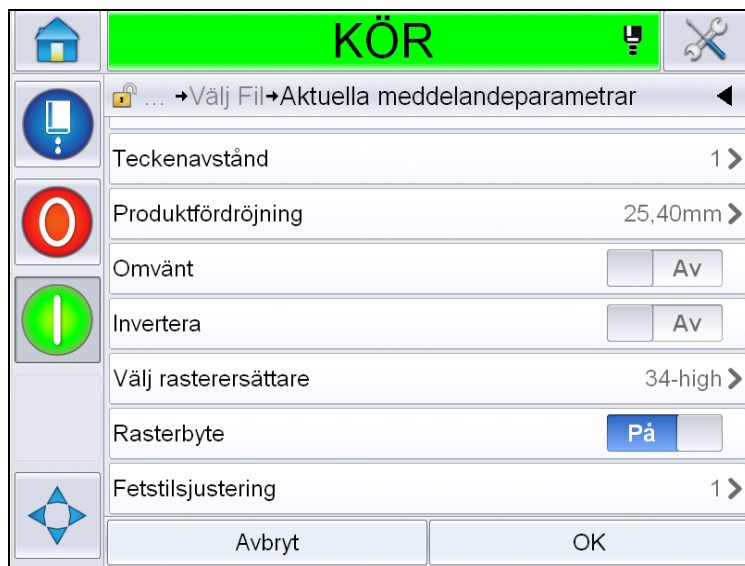 KÖR
... →Välj Fil→Aktuella meddelandeparametrar
Teckenavstånd 1
Produktfördröjning 25,40mm
Omvänt Av
Invertera Av
Välj rasterersättare 34-high
Rasterbyte På
Fetstilsjustering 1
Avbryt OK